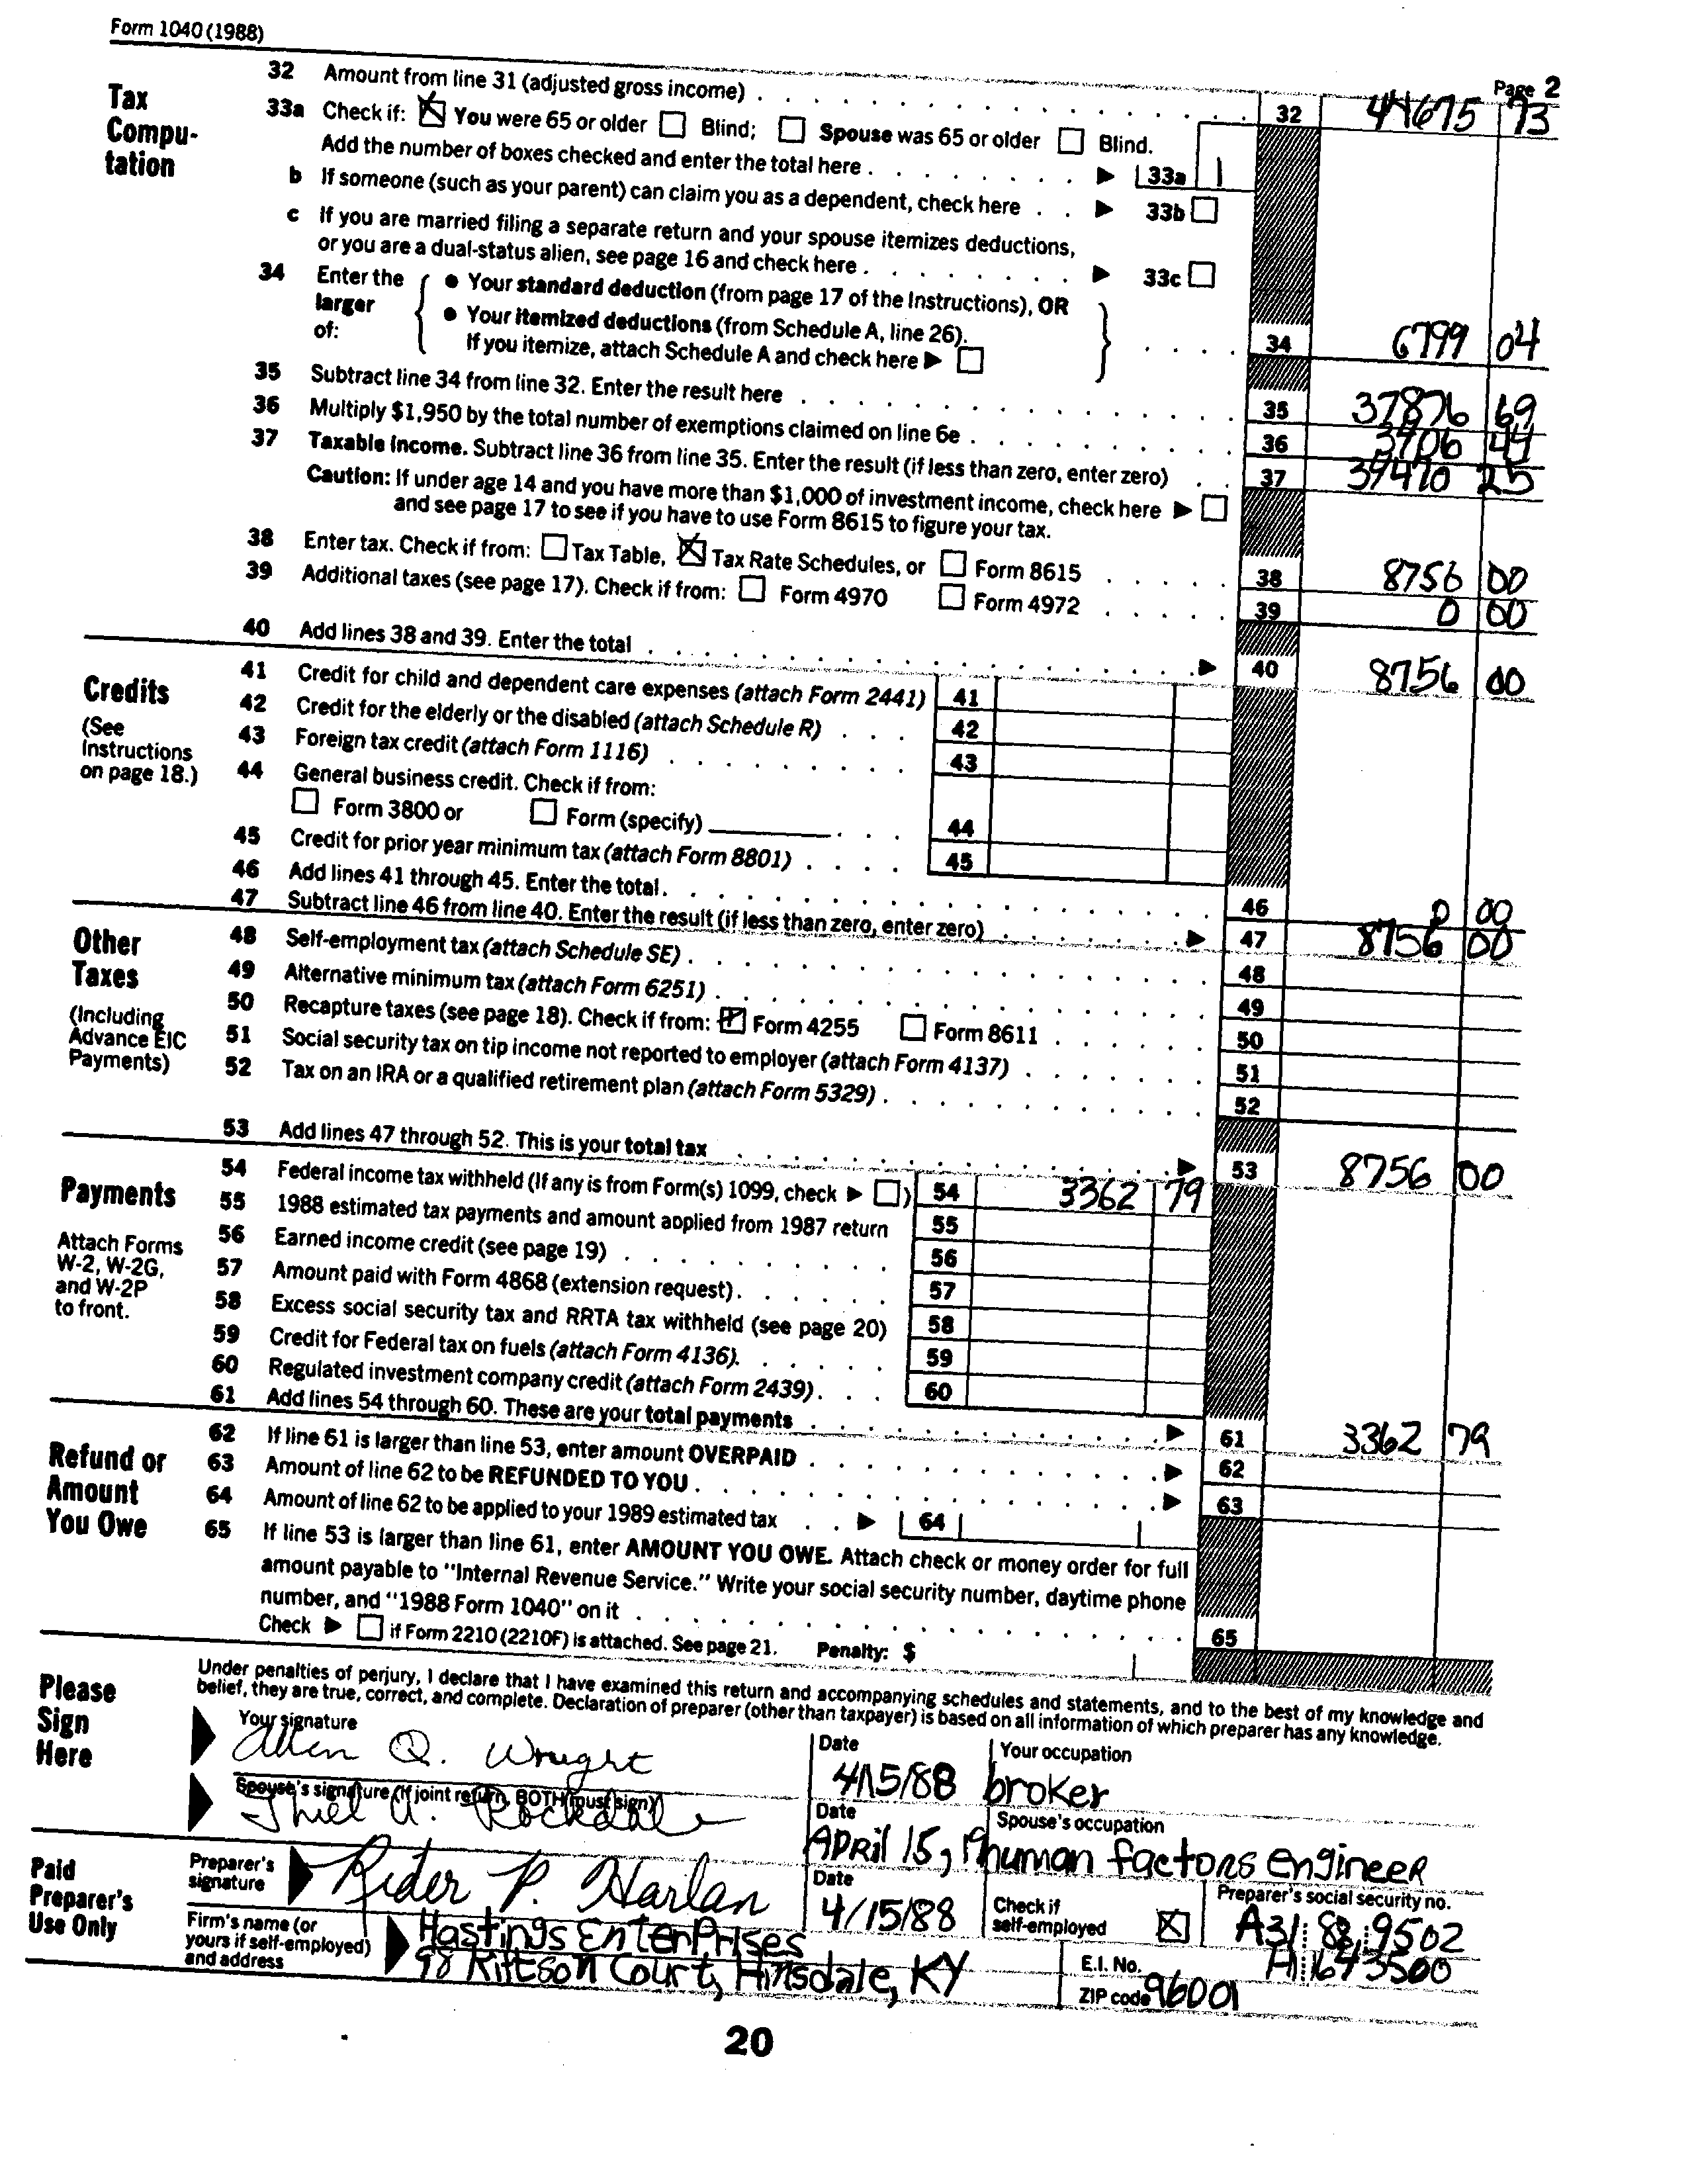 Form 1040 (1988)
Page 2
Tax Compu-tation
32 Amount from line 31 (adjusted gross income) . . . 32 44675 73
33a Check if: ☒ You were 65 or older ☐ Blind; ☐ Spouse was 65 or older ☐ Blind.
Add the number of boxes checked and enter the total here . . . ▶ 33a 1
b If someone (such as your parent) can claim you as a dependent, check here . . ▶ 33b ☐
c If you are married filing a separate return and your spouse itemizes deductions,
or you are a dual-status alien, see page 16 and check here . . . ▶ 33c ☐
34 Enter the larger of: { ● Your standard deduction (from page 17 of the Instructions), OR
● Your itemized deductions (from Schedule A, line 26).
If you itemize, attach Schedule A and check here ▶ ☐ } . . . . 34 6799 04
35 Subtract line 34 from line 32. Enter the result here . . . 35 37876 69
36 Multiply $1,950 by the total number of exemptions claimed on line 6e . . . 36 3406 44
37 Taxable income. Subtract line 36 from line 35. Enter the result (if less than zero, enter zero) . . 37 34470 25
Caution: If under age 14 and you have more than $1,000 of investment income, check here ▶ ☐
and see page 17 to see if you have to use Form 8615 to figure your tax.
38 Enter tax. Check if from: ☐ Tax Table, ☒ Tax Rate Schedules, or ☐ Form 8615 . . . 38 8756 00
39 Additional taxes (see page 17). Check if from: ☐ Form 4970 ☐ Form 4972 . . . 39 0 00
40 Add lines 38 and 39. Enter the total . . . ▶ 40 8756 00
Credits
(See Instructions on page 18.)
41 Credit for child and dependent care expenses (attach Form 2441) 41
42 Credit for the elderly or the disabled (attach Schedule R) . . . 42
43 Foreign tax credit (attach Form 1116) . . . 43
44 General business credit. Check if from:
☐ Form 3800 or ☐ Form (specify) ______ . . . 44
45 Credit for prior year minimum tax (attach Form 8801) . . . . 45
46 Add lines 41 through 45. Enter the total . . . 46 0 00
47 Subtract line 46 from line 40. Enter the result (if less than zero, enter zero) . . . ▶ 47 8756 00
Other Taxes
(Including Advance EIC Payments)
48 Self-employment tax (attach Schedule SE) . . . 48
49 Alternative minimum tax (attach Form 6251) . . . 49
50 Recapture taxes (see page 18). Check if from: ☒ Form 4255 ☐ Form 8611 . . . 50
51 Social security tax on tip income not reported to employer (attach Form 4137) . . . 51
52 Tax on an IRA or a qualified retirement plan (attach Form 5329) . . . 52
53 Add lines 47 through 52. This is your total tax . . . ▶ 53 8756 00
Payments
Attach Forms W-2, W-2G, and W-2P to front.
54 Federal income tax withheld (If any is from Form(s) 1099, check ▶ ☐) 54 3362 79
55 1988 estimated tax payments and amount applied from 1987 return 55
56 Earned income credit (see page 19) . . . 56
57 Amount paid with Form 4868 (extension request) . . . 57
58 Excess social security tax and RRTA tax withheld (see page 20) 58
59 Credit for Federal tax on fuels (attach Form 4136) . . . 59
60 Regulated investment company credit (attach Form 2439) . . . 60
61 Add lines 54 through 60. These are your total payments . . . ▶ 61 3362 79
Refund or Amount You Owe
62 If line 61 is larger than line 53, enter amount OVERPAID . . . ▶ 62
63 Amount of line 62 to be REFUNDED TO YOU . . . ▶ 63
64 Amount of line 62 to be applied to your 1989 estimated tax . . ▶ 64
65 If line 53 is larger than line 61, enter AMOUNT YOU OWE. Attach check or money order for full
amount payable to "Internal Revenue Service." Write your social security number, daytime phone
number, and "1988 Form 1040" on it . . . 65
Check ▶ ☐ if Form 2210 (2210F) is attached. See page 21. Penalty: $
Please Sign Here
Under penalties of perjury, I declare that I have examined this return and accompanying schedules and statements, and to the best of my knowledge and
belief, they are true, correct, and complete. Declaration of preparer (other than taxpayer) is based on all information of which preparer has any knowledge.
Your signature Allen Q. Wright
Date 4/15/88
Your occupation broker
Spouse's signature (if joint return, BOTH must sign) Thiel A. Rockdale
Date APRil 15, 19
Spouse's occupation human factors engineer
Paid Preparer's Use Only
Preparer's signature Rider P. Harlan
Date 4/15/88
Check if self-employed ☒
Preparer's social security no. A31 88 9502
Firm's name (or yours if self-employed) and address
Hastings EnterPrises
98 Kittson Court, Hinsdale, KY
E.I. No. A1 643500
ZIP code 96001
20